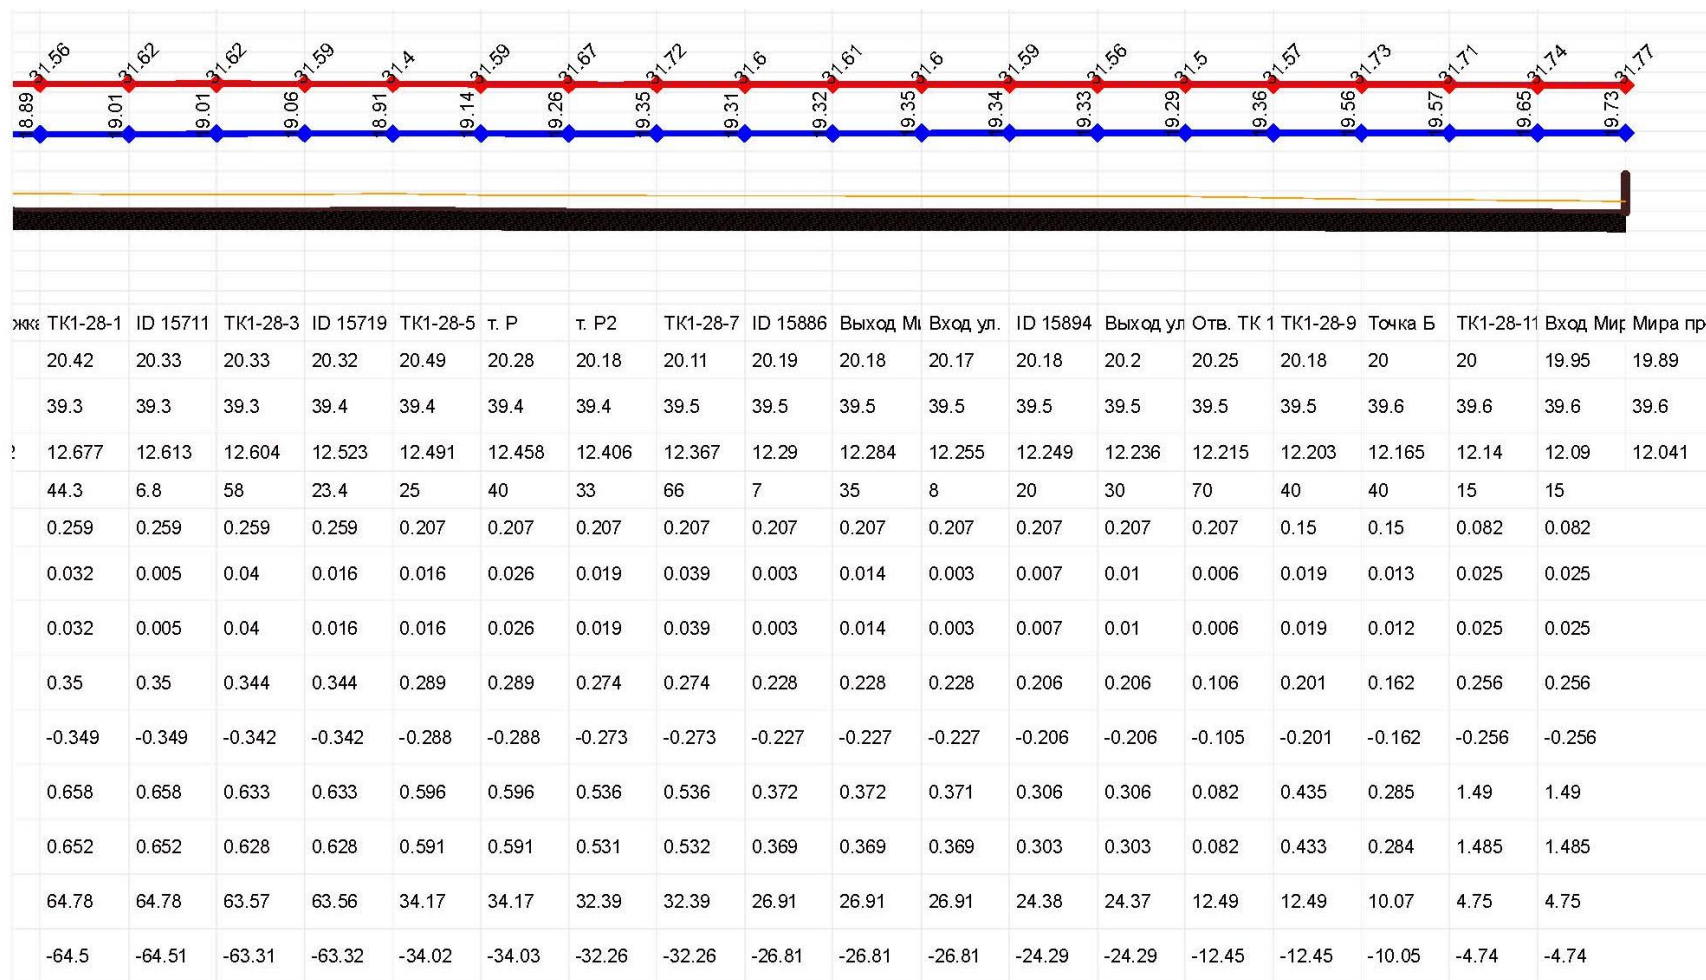 31.56 31.62 31.62 31.59 31.4 31.59 31.67 31.72 31.6 31.61 31.6 31.59 31.56 31.5 31.57 31.73 31.71 31.74 31.77
18.89 19.01 19.01 19.06 18.91 19.14 19.26 19.35 19.31 19.32 19.35 19.34 19.33 19.29 19.36 19.56 19.57 19.65 19.73
жка ТК1-28-1 ID 15711 ТК1-28-3 ID 15719 ТК1-28-5 т. Р т. Р2 ТК1-28-7 ID 15886 Выход Ми Вход ул. ID 15894 Выход ул Отв. ТК 1 ТК1-28-9 Точка Б ТК1-28-11 Вход Мир Мира пр
20.42 20.33 20.33 20.32 20.49 20.28 20.18 20.11 20.19 20.18 20.17 20.18 20.2 20.25 20.18 20 20 19.95 19.89
39.3 39.3 39.3 39.4 39.4 39.4 39.4 39.5 39.5 39.5 39.5 39.5 39.5 39.5 39.5 39.6 39.6 39.6 39.6
12.677 12.613 12.604 12.523 12.491 12.458 12.406 12.367 12.29 12.284 12.255 12.249 12.236 12.215 12.203 12.165 12.14 12.09 12.041
44.3 6.8 58 23.4 25 40 33 66 7 35 8 20 30 70 40 40 15 15
0.259 0.259 0.259 0.259 0.207 0.207 0.207 0.207 0.207 0.207 0.207 0.207 0.207 0.207 0.15 0.15 0.082 0.082
0.032 0.005 0.04 0.016 0.016 0.026 0.019 0.039 0.003 0.014 0.003 0.007 0.01 0.006 0.019 0.013 0.025 0.025
0.032 0.005 0.04 0.016 0.016 0.026 0.019 0.039 0.003 0.014 0.003 0.007 0.01 0.006 0.019 0.012 0.025 0.025
0.35 0.35 0.344 0.344 0.289 0.289 0.274 0.274 0.228 0.228 0.228 0.206 0.206 0.106 0.201 0.162 0.256 0.256
-0.349 -0.349 -0.342 -0.342 -0.288 -0.288 -0.273 -0.273 -0.227 -0.227 -0.227 -0.206 -0.206 -0.105 -0.201 -0.162 -0.256 -0.256
0.658 0.658 0.633 0.633 0.596 0.596 0.536 0.536 0.372 0.372 0.371 0.306 0.306 0.082 0.435 0.285 1.49 1.49
0.652 0.652 0.628 0.628 0.591 0.591 0.531 0.532 0.369 0.369 0.369 0.303 0.303 0.082 0.433 0.284 1.485 1.485
64.78 64.78 63.57 63.56 34.17 34.17 32.39 32.39 26.91 26.91 26.91 24.38 24.37 12.49 12.49 10.07 4.75 4.75
-64.5 -64.51 -63.31 -63.32 -34.02 -34.03 -32.26 -32.26 -26.81 -26.81 -26.81 -24.29 -24.29 -12.45 -12.45 -10.05 -4.74 -4.74